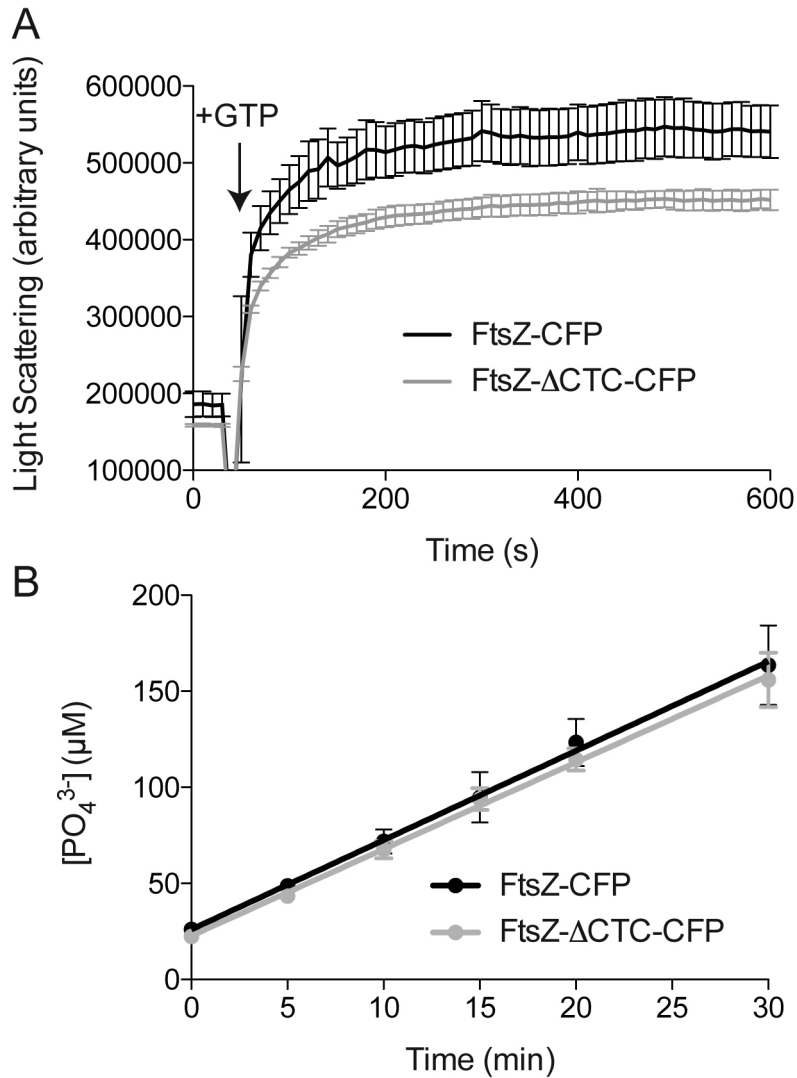 A
Light Scattering (arbitrary units)
600000
500000
400000
300000
200000
100000
+GTP
FtsZ-CFP
FtsZ-ΔCTC-CFP
0 200 400 600
Time (s)
B
[PO₄³⁻] (µM)
200
150
100
50
0
FtsZ-CFP
FtsZ-ΔCTC-CFP
0 5 10 15 20 25 30
Time (min)